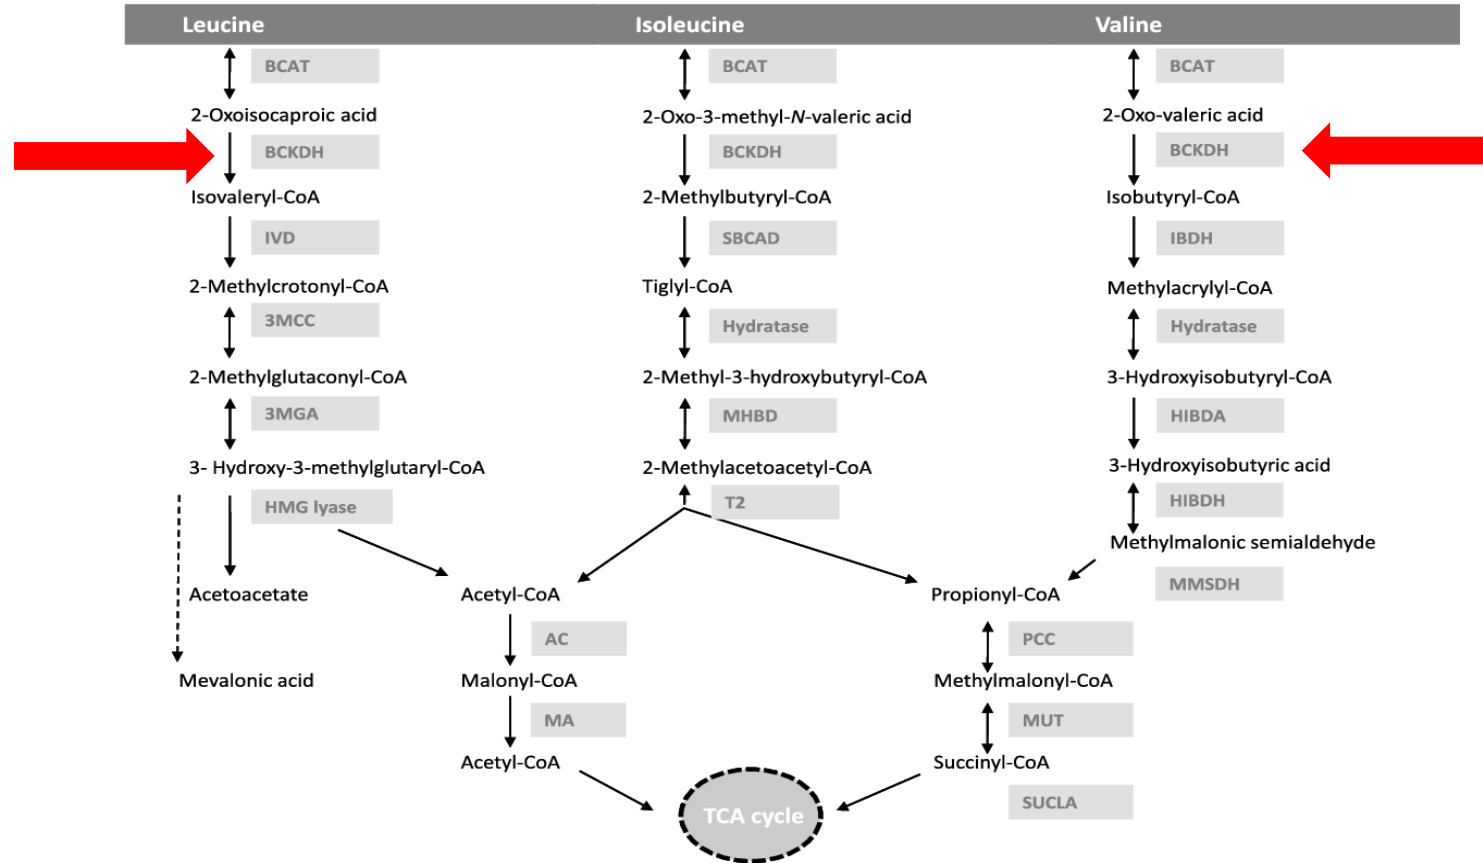 Leucine Isoleucine Valine
BCAT BCAT BCAT
2-Oxoisocaproic acid 2-Oxo-3-methyl-N-valeric acid 2-Oxo-valeric acid
BCKDH BCKDH BCKDH
Isovaleryl-CoA 2-Methylbutyryl-CoA Isobutyryl-CoA
IVD SBCAD IBDH
2-Methylcrotonyl-CoA Tiglyl-CoA Methylacrylyl-CoA
3MCC Hydratase Hydratase
2-Methylglutaconyl-CoA 2-Methyl-3-hydroxybutyryl-CoA 3-Hydroxyisobutyryl-CoA
3MGA MHBD HIBDA
3- Hydroxy-3-methylglutaryl-CoA 2-Methylacetoacetyl-CoA 3-Hydroxyisobutyric acid
HMG lyase T2 HIBDH
Methylmalonic semialdehyde
MMSDH
Acetoacetate Acetyl-CoA Propionyl-CoA
AC PCC
Mevalonic acid Malonyl-CoA Methylmalonyl-CoA
MA MUT
Acetyl-CoA Succinyl-CoA
SUCLA
TCA cycle